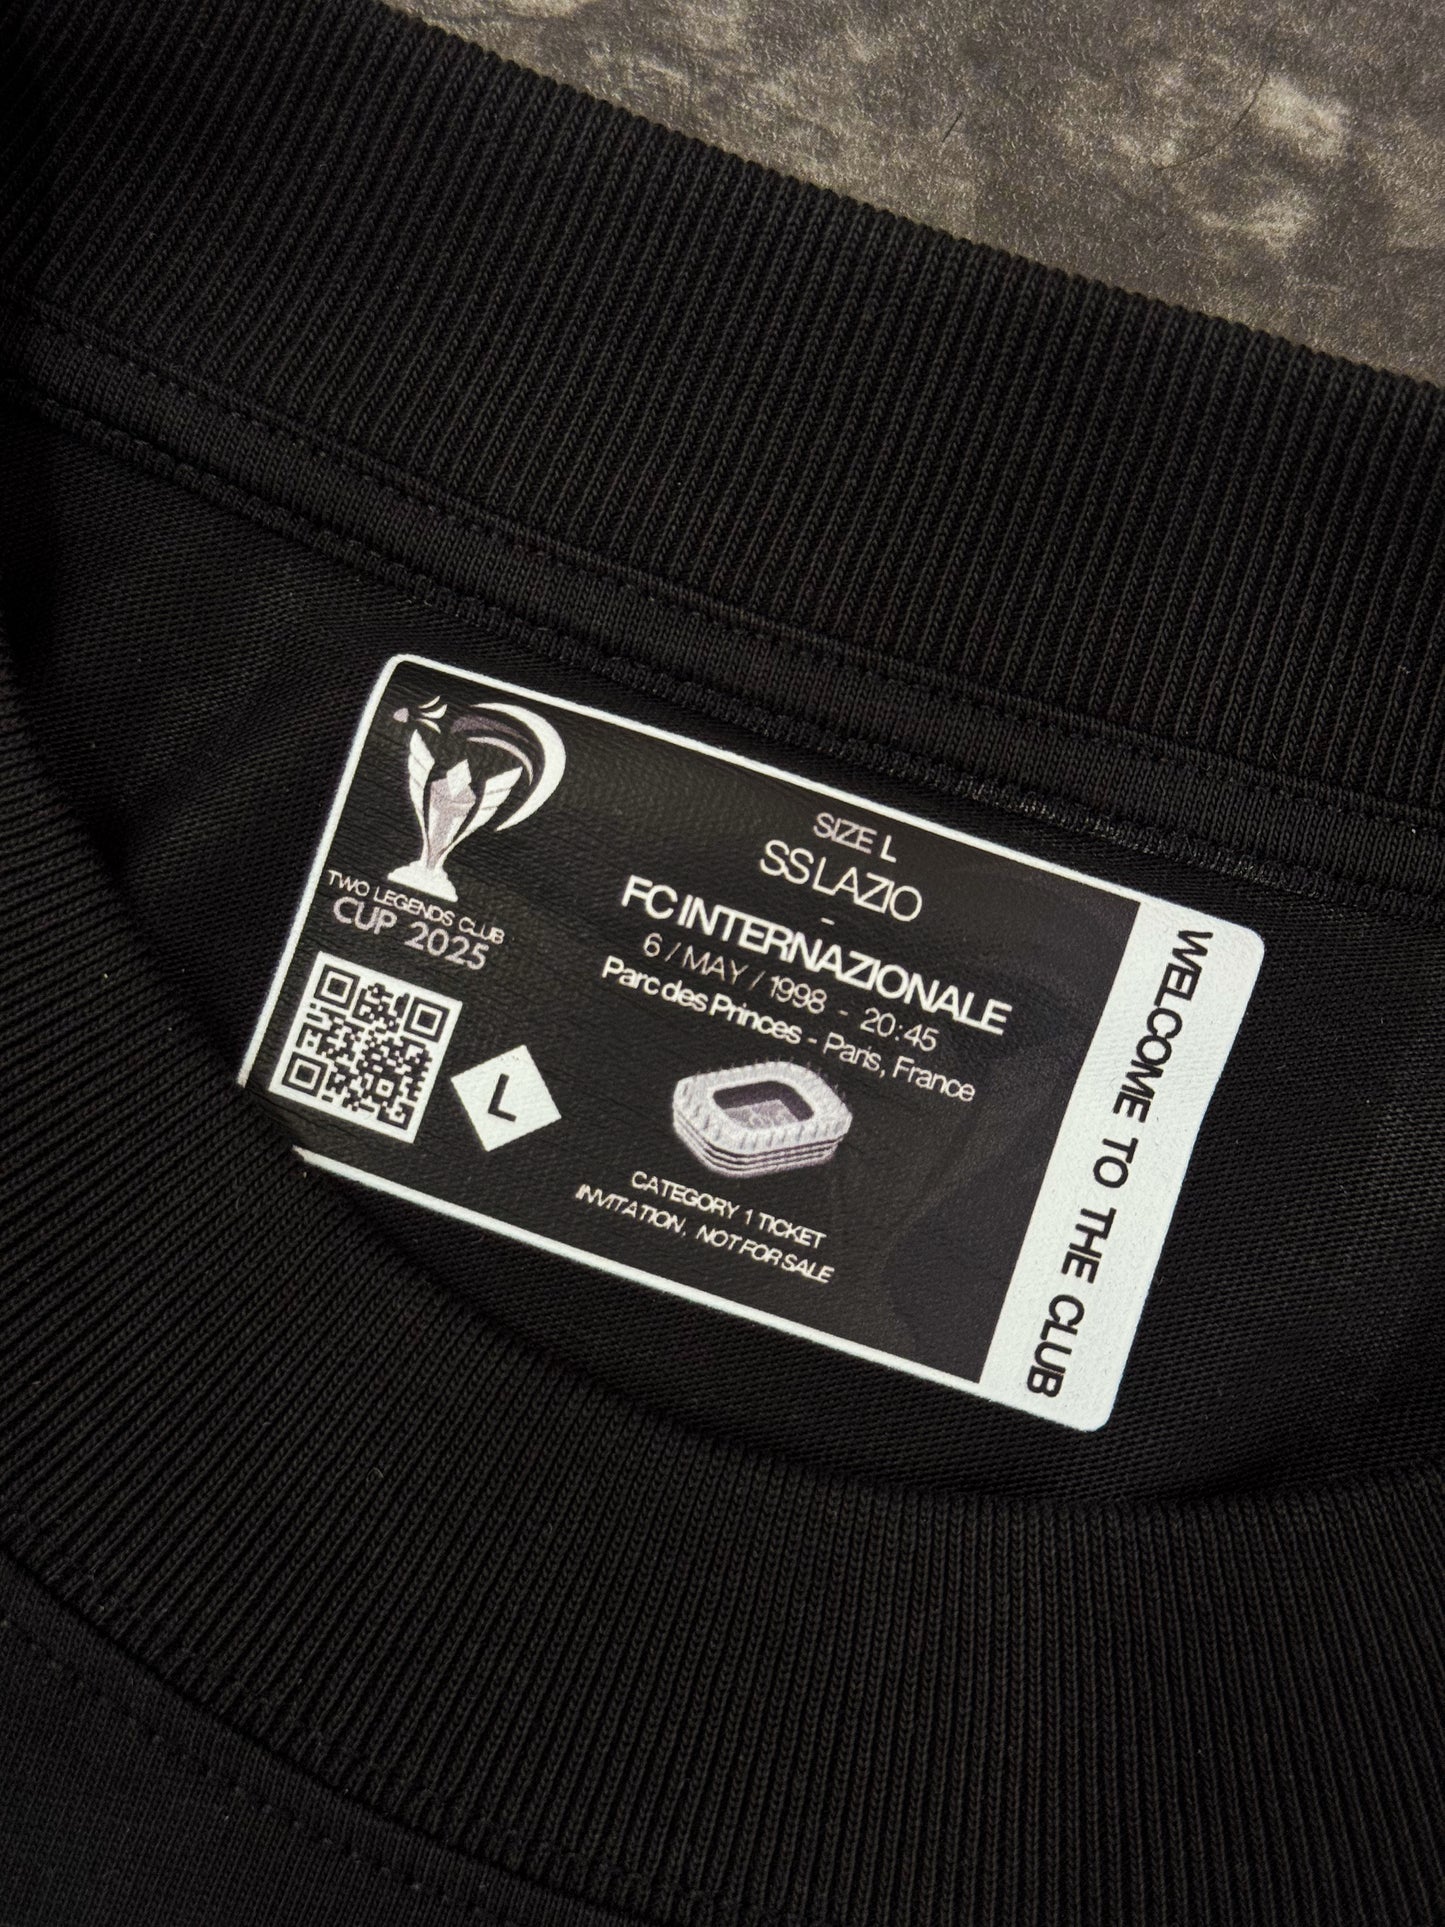 TWO LEGENDS CLUB
CUP 2025
L
SIZE L
SS LAZIO
-
FC INTERNAZIONALE
6 / MAY / 1998 - 20:45
Parc des Princes - Paris, France
CATEGORY 1 TICKET
INVITATION, NOT FOR SALE
WELCOME TO THE CLUB